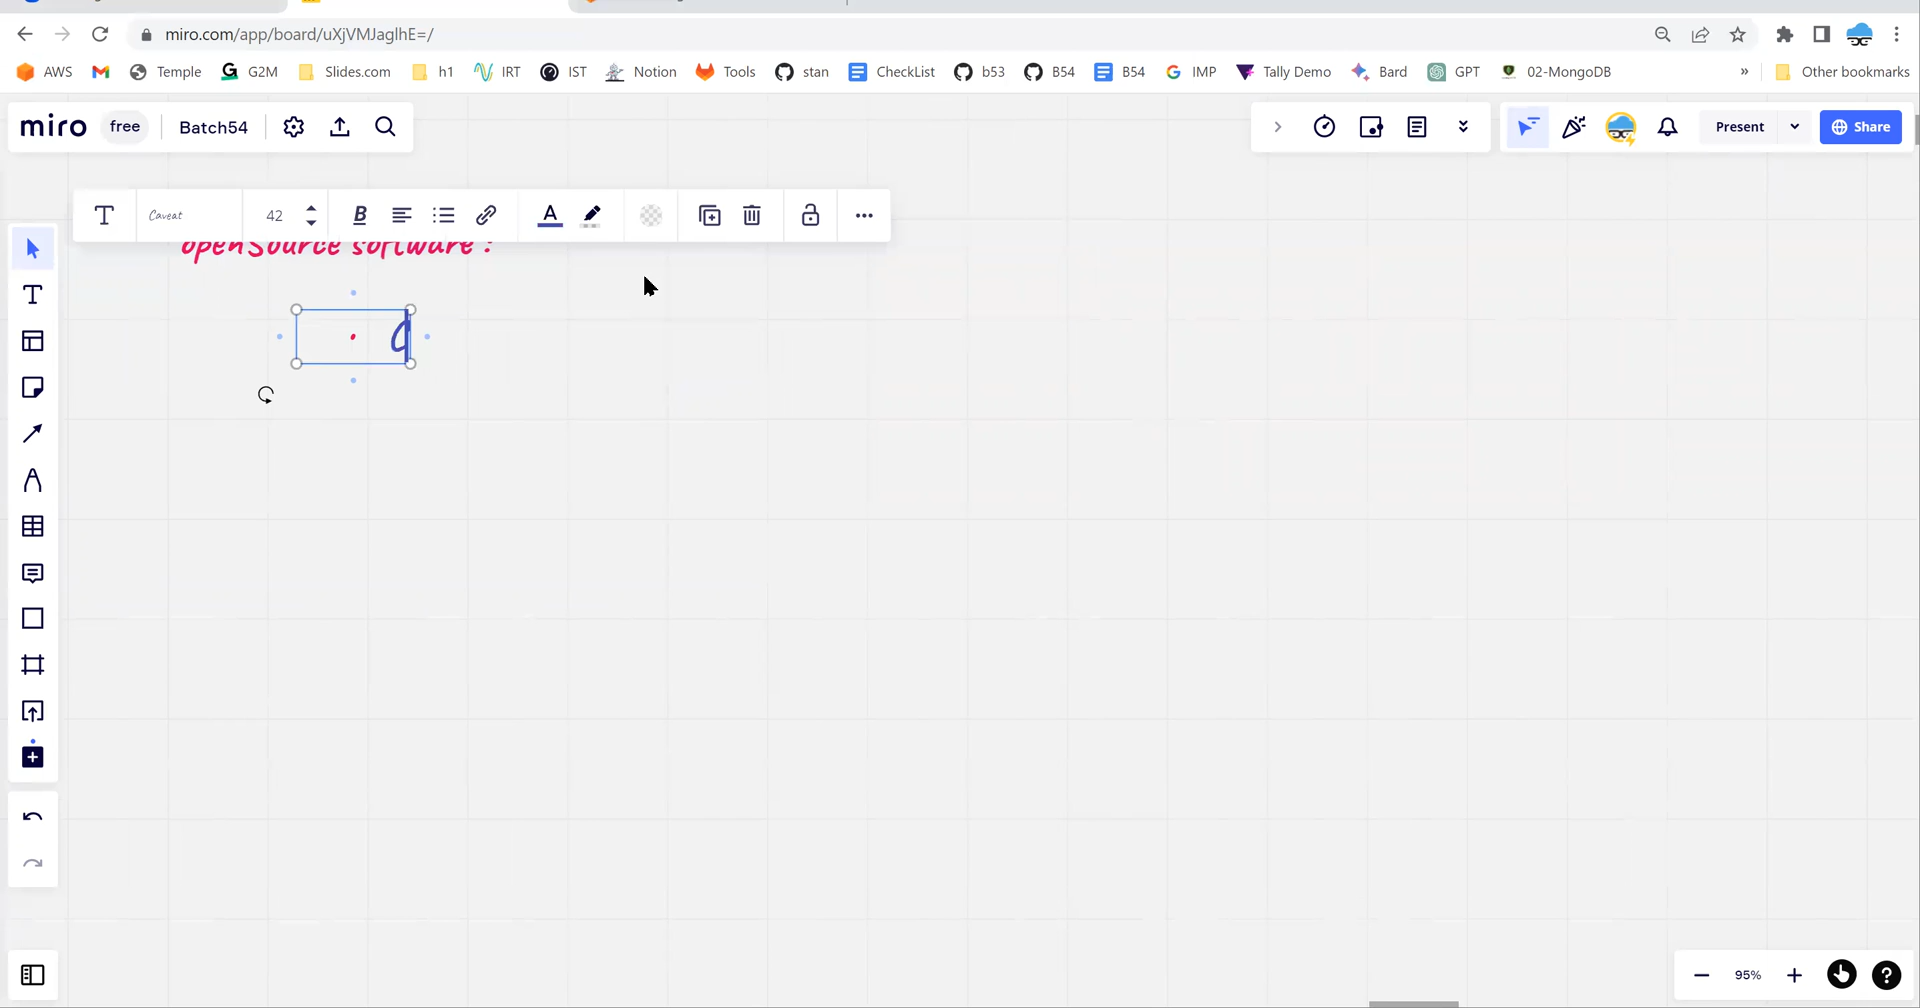 miro.com/app/board/uXjVMJaglhE=/
AWS Temple G2M Slides.com h1 IRT IST Notion Tools stan CheckList b53 B54 B54 IMP Tally Demo Bard GPT 02-MongoDB » Other bookmarks
miro free Batch54 Present Share
Caveat 42 B A
openSource software :
95%